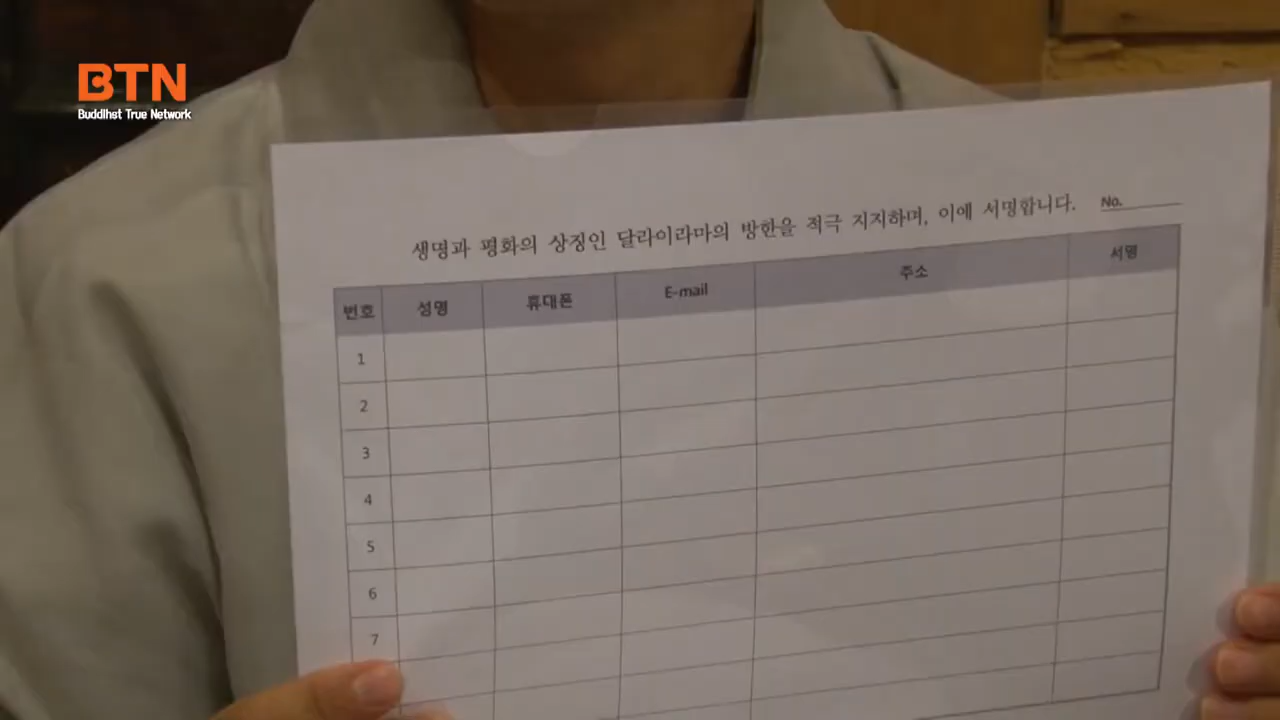 BTN
Buddhist True Network
생명과 평화의 상징인 달라이라마의 방한을 적극 지지하며, 이에 서명합니다. No.
번호 성명 휴대폰 E-mail 주소 서명
1
2
3
4
5
6
7